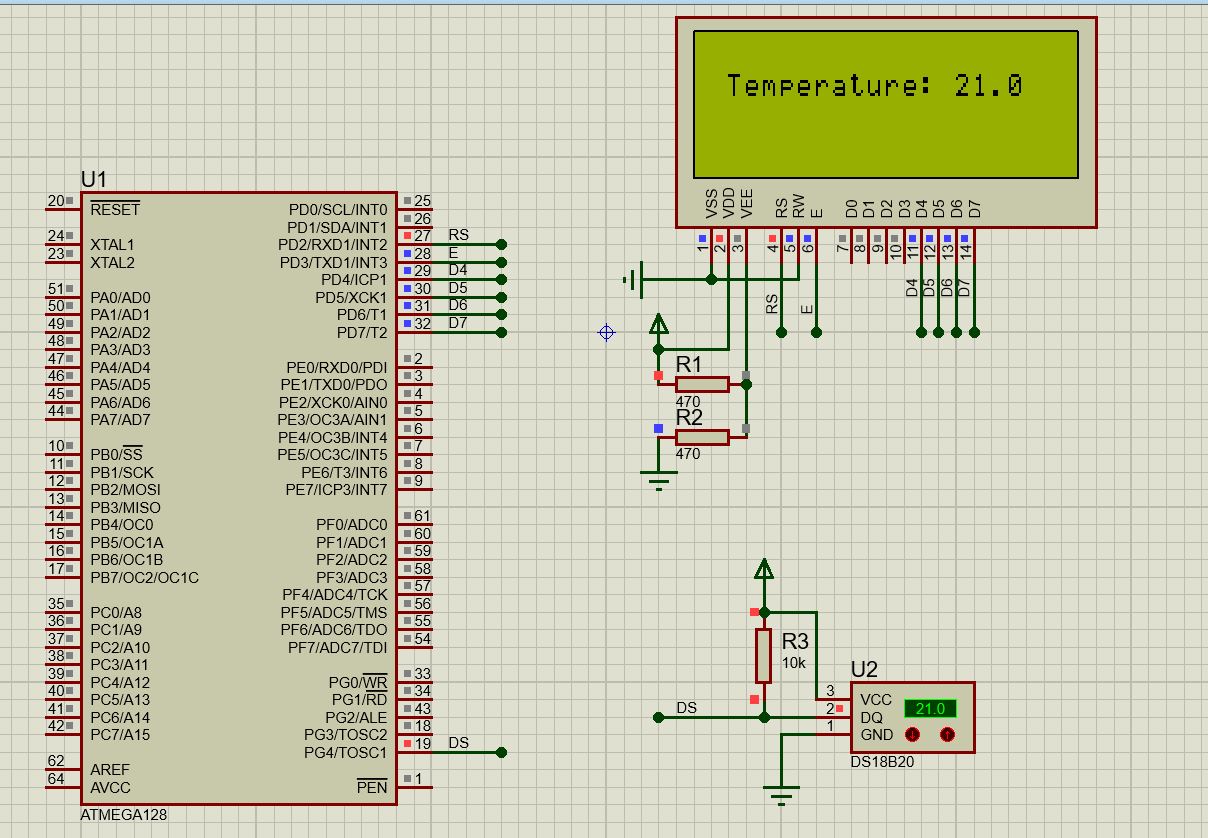 Temperature: 21.0
VSS VDD VEE RS RW E D0 D1 D2 D3 D4 D5 D6 D7
1 2 3 4 5 6 7 8 9 10 11 12 13 14
RS E D4 D5 D6 D7
R1
470
R2
470
U1
20 RESET PD0/SCL/INT0 25
PD1/SDA/INT1 26
24 XTAL1 PD2/RXD1/INT2 27 RS
23 XTAL2 PD3/TXD1/INT3 28 E
PD4/ICP1 29 D4
51 PA0/AD0 PD5/XCK1 30 D5
50 PA1/AD1 PD6/T1 31 D6
49 PA2/AD2 PD7/T2 32 D7
48 PA3/AD3
47 PA4/AD4 PE0/RXD0/PDI 2
46 PA5/AD5 PE1/TXD0/PDO 3
45 PA6/AD6 PE2/XCK0/AIN0 4
44 PA7/AD7 PE3/OC3A/AIN1 5
PE4/OC3B/INT4 6
10 PB0/SS PE5/OC3C/INT5 7
11 PB1/SCK PE6/T3/INT6 8
12 PB2/MOSI PE7/ICP3/INT7 9
13 PB3/MISO
14 PB4/OC0 PF0/ADC0 61
15 PB5/OC1A PF1/ADC1 60
16 PB6/OC1B PF2/ADC2 59
17 PB7/OC2/OC1C PF3/ADC3 58
PF4/ADC4/TCK 57
35 PC0/A8 PF5/ADC5/TMS 56
36 PC1/A9 PF6/ADC6/TDO 55
37 PC2/A10 PF7/ADC7/TDI 54
38 PC3/A11
39 PC4/A12 PG0/WR 33
40 PC5/A13 PG1/RD 34
41 PC6/A14 PG2/ALE 43
42 PC7/A15 PG3/TOSC2 18
PG4/TOSC1 19 DS
62 AREF
64 AVCC PEN 1
ATMEGA128
R3
10k
DS
U2
3 VCC 21.0
2 DQ
1 GND
DS18B20